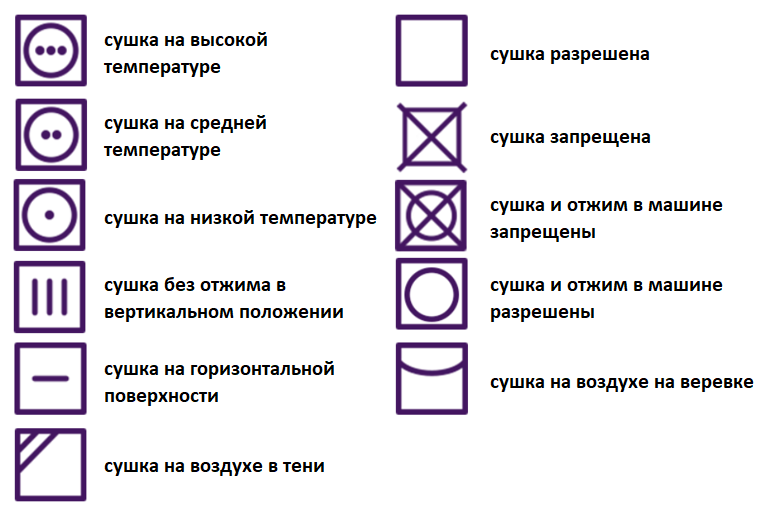 сушка на высокой
температуре
сушка на средней
температуре
сушка на низкой температуре
сушка без отжима в
вертикальном положении
сушка на горизонтальной
поверхности
сушка на воздухе в тени
сушка разрешена
сушка запрещена
сушка и отжим в машине
запрещены
сушка и отжим в машине
разрешены
сушка на воздухе на веревке